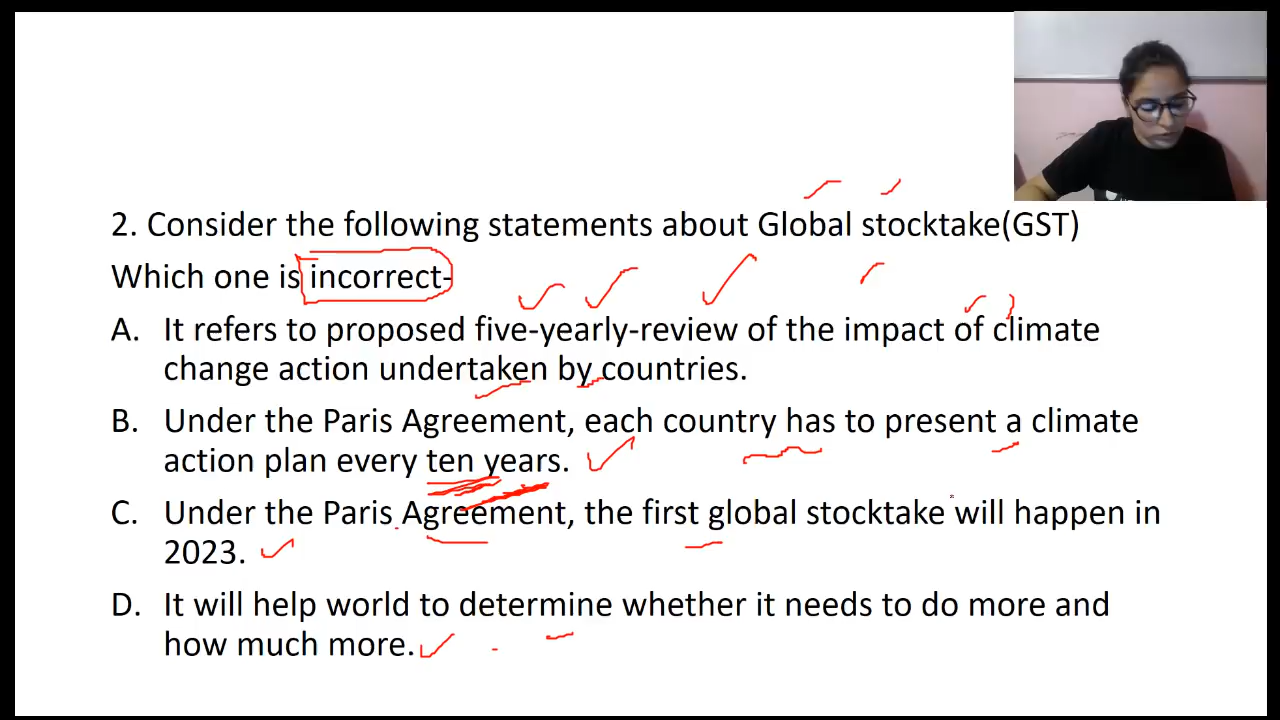 2. Consider the following statements about Global stocktake(GST)
Which one is incorrect-
A. It refers to proposed five-yearly-review of the impact of climate
change action undertaken by countries.
B. Under the Paris Agreement, each country has to present a climate
action plan every ten years.
C. Under the Paris Agreement, the first global stocktake will happen in
2023.
D. It will help world to determine whether it needs to do more and
how much more.